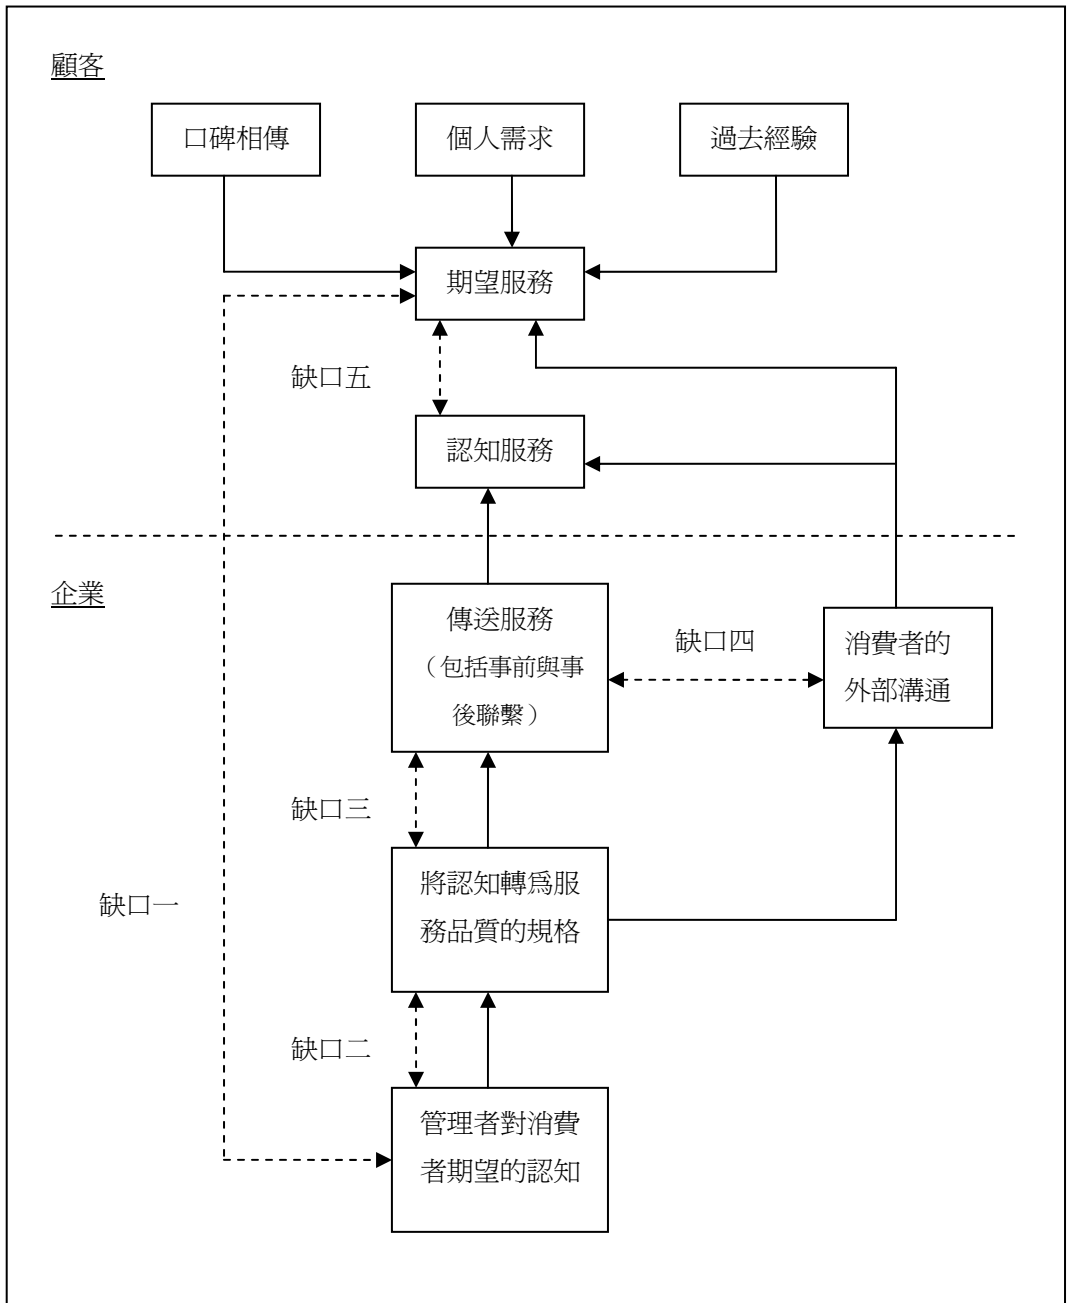 顧客
口碑相傳
個人需求
過去經驗
期望服務
缺口五
認知服務
企業
傳送服務
（包括事前與事
後聯繫）
缺口四
消費者的
外部溝通
缺口三
將認知轉爲服
務品質的規格
缺口一
缺口二
管理者對消費
者期望的認知